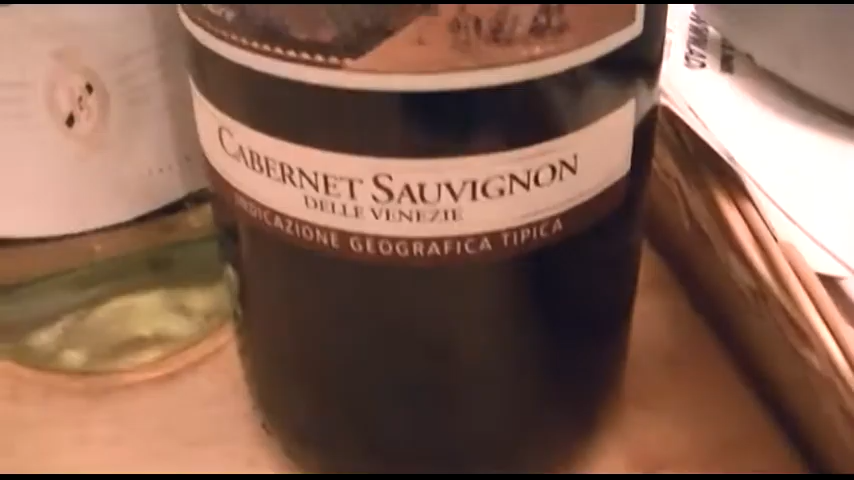 CABERNET SAUVIGNON
DELLE VENEZIE
INDICAZIONE GEOGRAFICA TIPICA